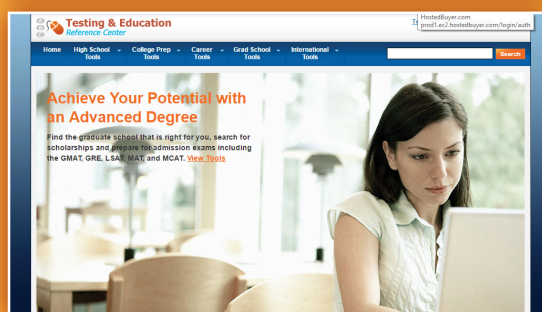 Testing & Education
Reference Center
HostedBuyer.com
prod1.ec2.hostedbuyer.com/login/auth
Home
High School Tools
College Prep Tools
Career Tools
Grad School Tools
International Tools
Search
Achieve Your Potential with
an Advanced Degree
Find the graduate school that is right for you, search for
scholarships and prepare for admission exams including
the GMAT, GRE, LSAT, MAT, and MCAT. View Tools